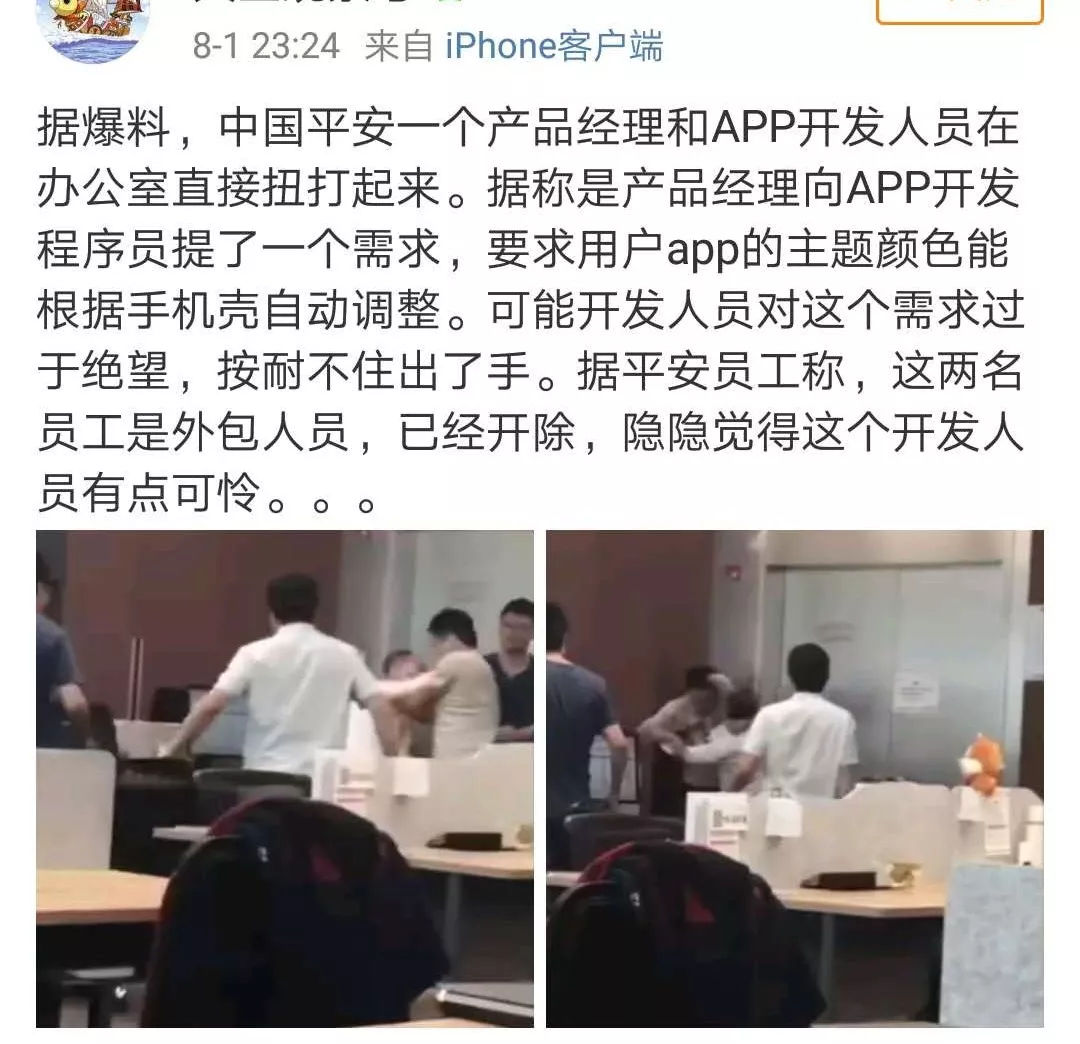 8-1 23:24 来自 iPhone客户端
据爆料，中国平安一个产品经理和APP开发人员在
办公室直接扭打起来。据称是产品经理向APP开发
程序员提了一个需求，要求用户app的主题颜色能
根据手机壳自动调整。可能开发人员对这个需求过
于绝望，按耐不住出了手。据平安员工称，这两名
员工是外包人员，已经开除，隐隐觉得这个开发人
员有点可怜。。。